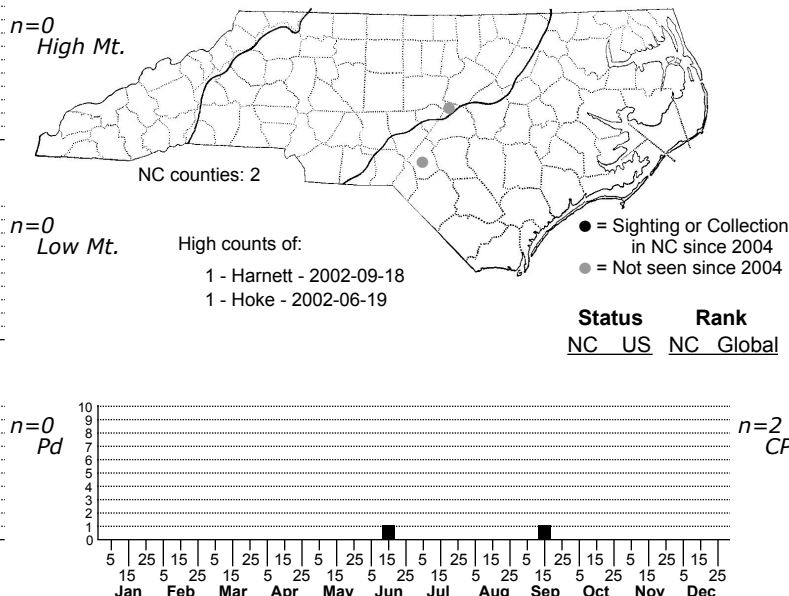 n=0
High Mt.
NC counties: 2
n=0
Low Mt.
High counts of:
1 - Harnett - 2002-09-18
1 - Hoke - 2002-06-19
● = Sighting or Collection
in NC since 2004
● = Not seen since 2004
Status Rank
NC US NC Global
n=0
Pd
10
9
8
7
6
5
4
3
2
1
0
n=2
CP
5 25 15 5 25 15 5 25 15 5 25 15 5 25 15 5 25 15
15 5 25 15 5 25 15 5 25 15 5 25 15 5 25 15 5 25
Jan Feb Mar Apr May Jun Jul Aug Sep Oct Nov Dec